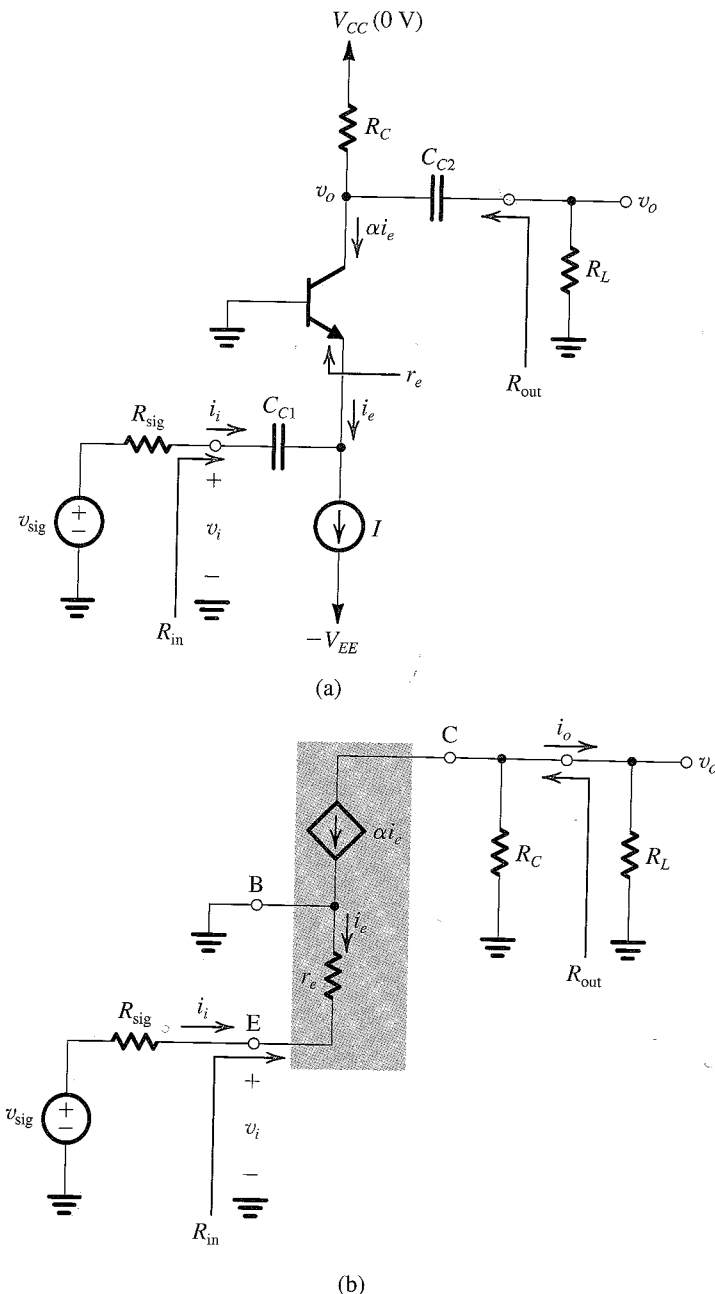 V_CC (0 V)
R_C
C_C2
v_o
v_o
αi_e
R_L
r_e
R_out
R_sig
i_i
C_C1
i_e
+
v_sig
+
−
v_i
I
−
R_in
−V_EE
(a)
C
i_o
v_o
αi_e
R_C
R_L
B
i_e
r_e
R_out
R_sig
i_i
E
+
v_sig
+
−
v_i
−
R_in
(b)